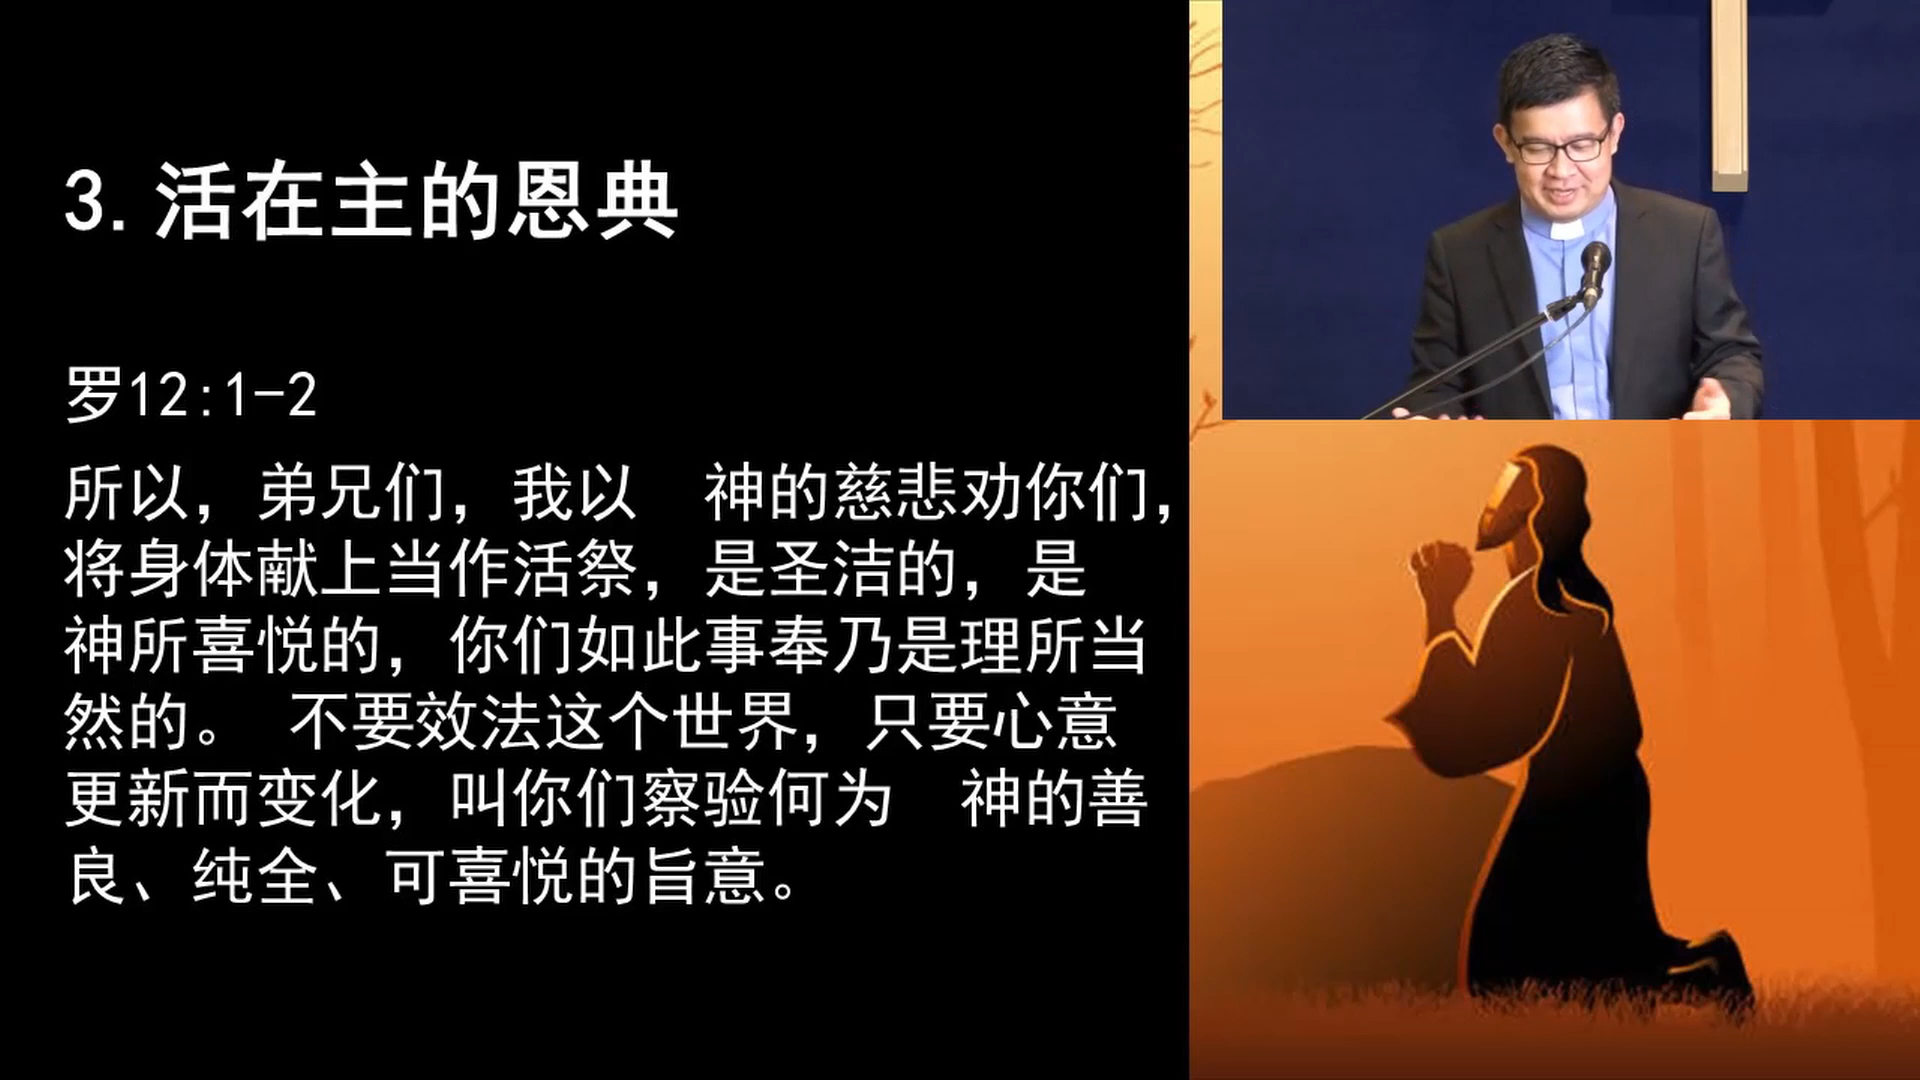 3. 活在主的恩典
罗12:1-2
所以，弟兄们，我以　神的慈悲劝你们，
将身体献上当作活祭，是圣洁的，是
神所喜悦的，你们如此事奉乃是理所当
然的。 不要效法这个世界，只要心意
更新而变化，叫你们察验何为　神的善
良、纯全、可喜悦的旨意。